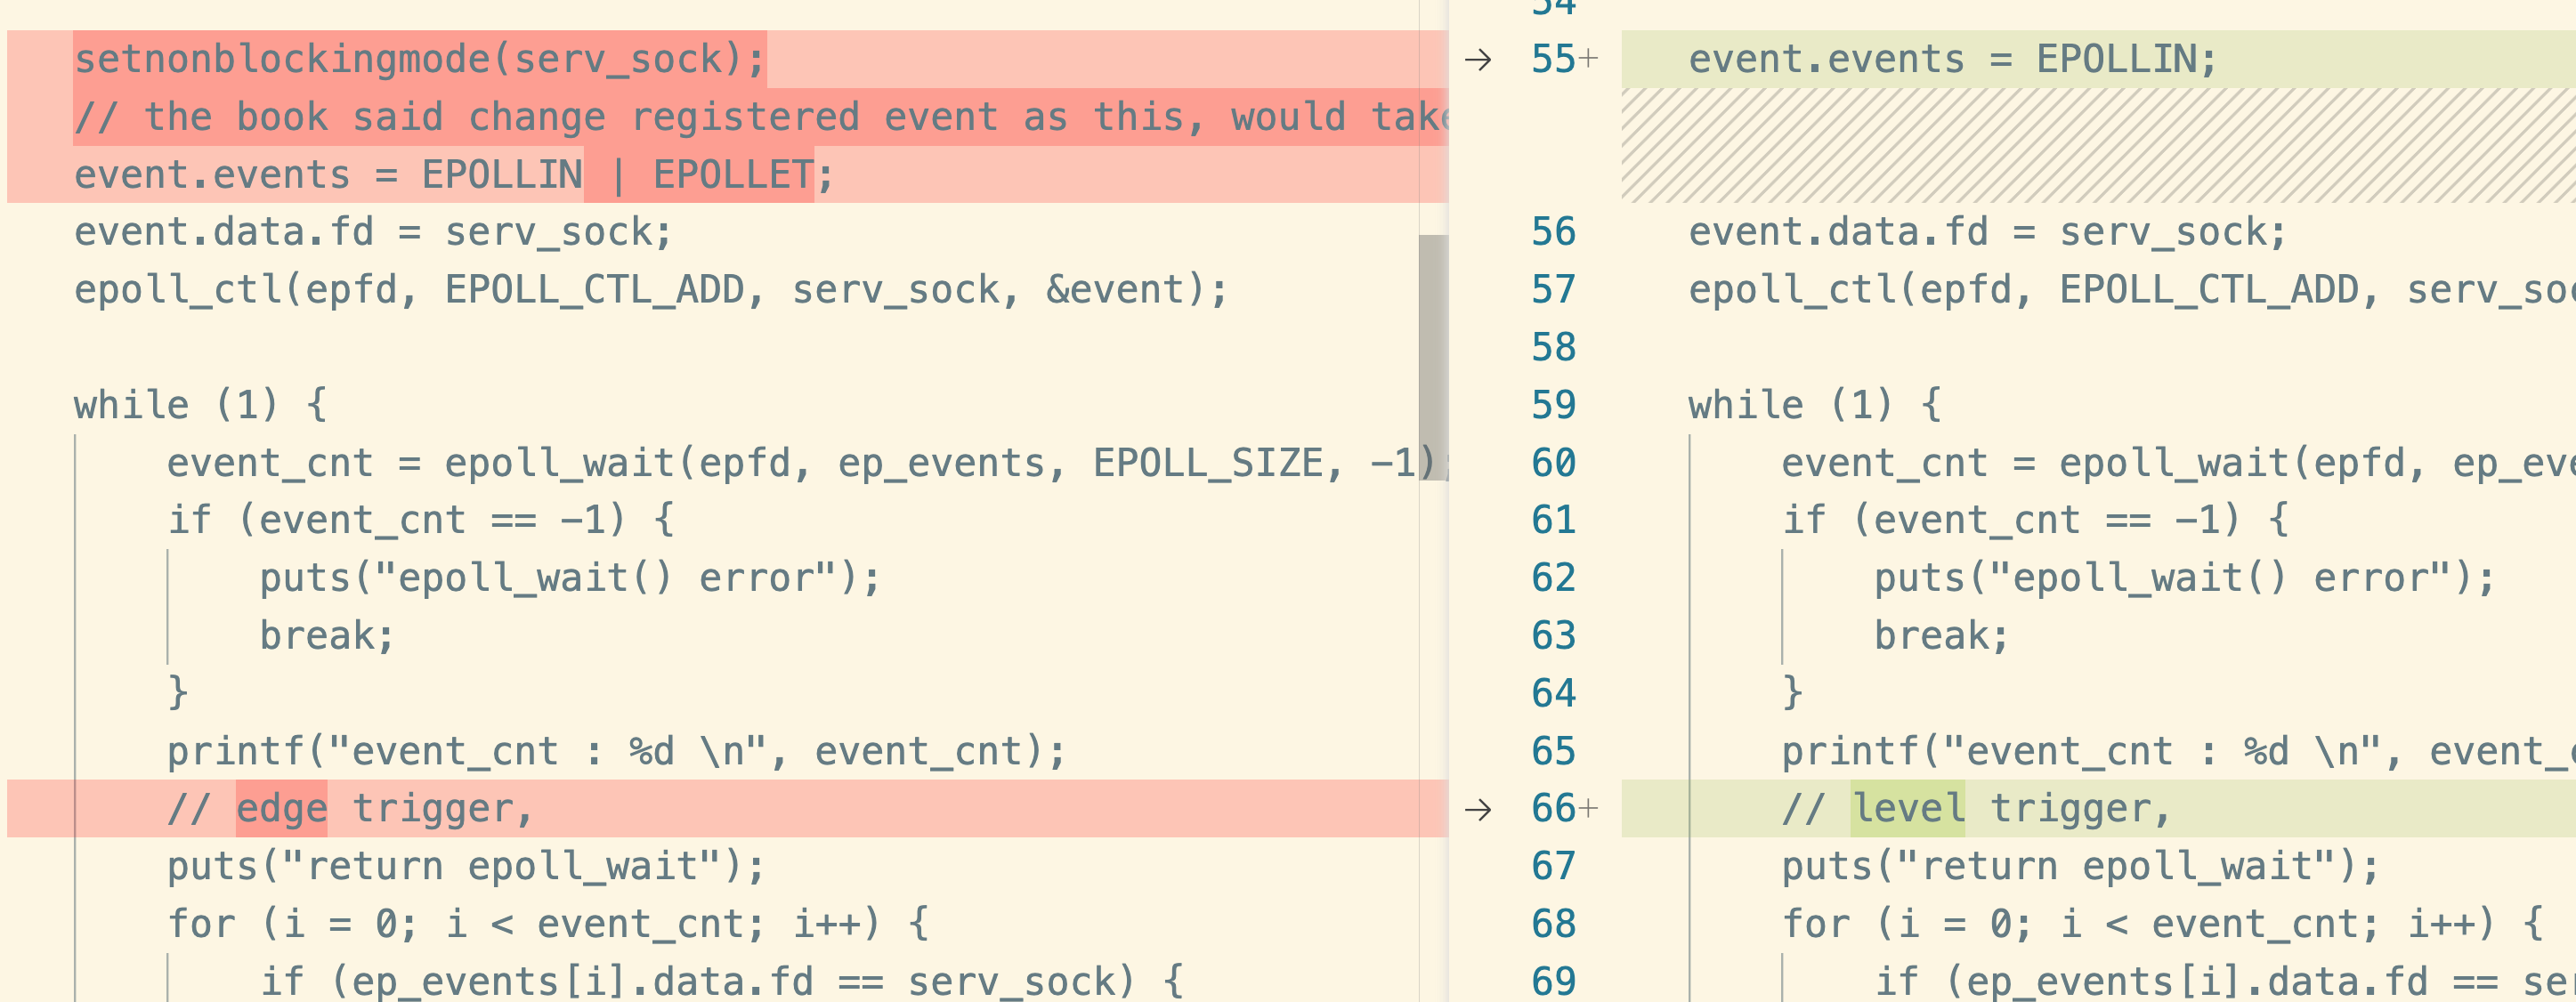 setnonblockingmode(serv_sock);
// the book said change registered event as this, would take
event.events = EPOLLIN | EPOLLET;
event.data.fd = serv_sock;
epoll_ctl(epfd, EPOLL_CTL_ADD, serv_sock, &event);
while (1) {
event_cnt = epoll_wait(epfd, ep_events, EPOLL_SIZE, -1);
if (event_cnt == -1) {
puts("epoll_wait() error");
break;
}
printf("event_cnt : %d \n", event_cnt);
// edge trigger,
puts("return epoll_wait");
for (i = 0; i < event_cnt; i++) {
if (ep_events[i].data.fd == serv_sock) {
54
→ 55+ event.events = EPOLLIN;
56 event.data.fd = serv_sock;
57 epoll_ctl(epfd, EPOLL_CTL_ADD, serv_soc
58
59 while (1) {
60 event_cnt = epoll_wait(epfd, ep_eve
61 if (event_cnt == -1) {
62 puts("epoll_wait() error");
63 break;
64 }
65 printf("event_cnt : %d \n", event_c
→ 66+ // level trigger,
67 puts("return epoll_wait");
68 for (i = 0; i < event_cnt; i++) {
69 if (ep_events[i].data.fd == ser